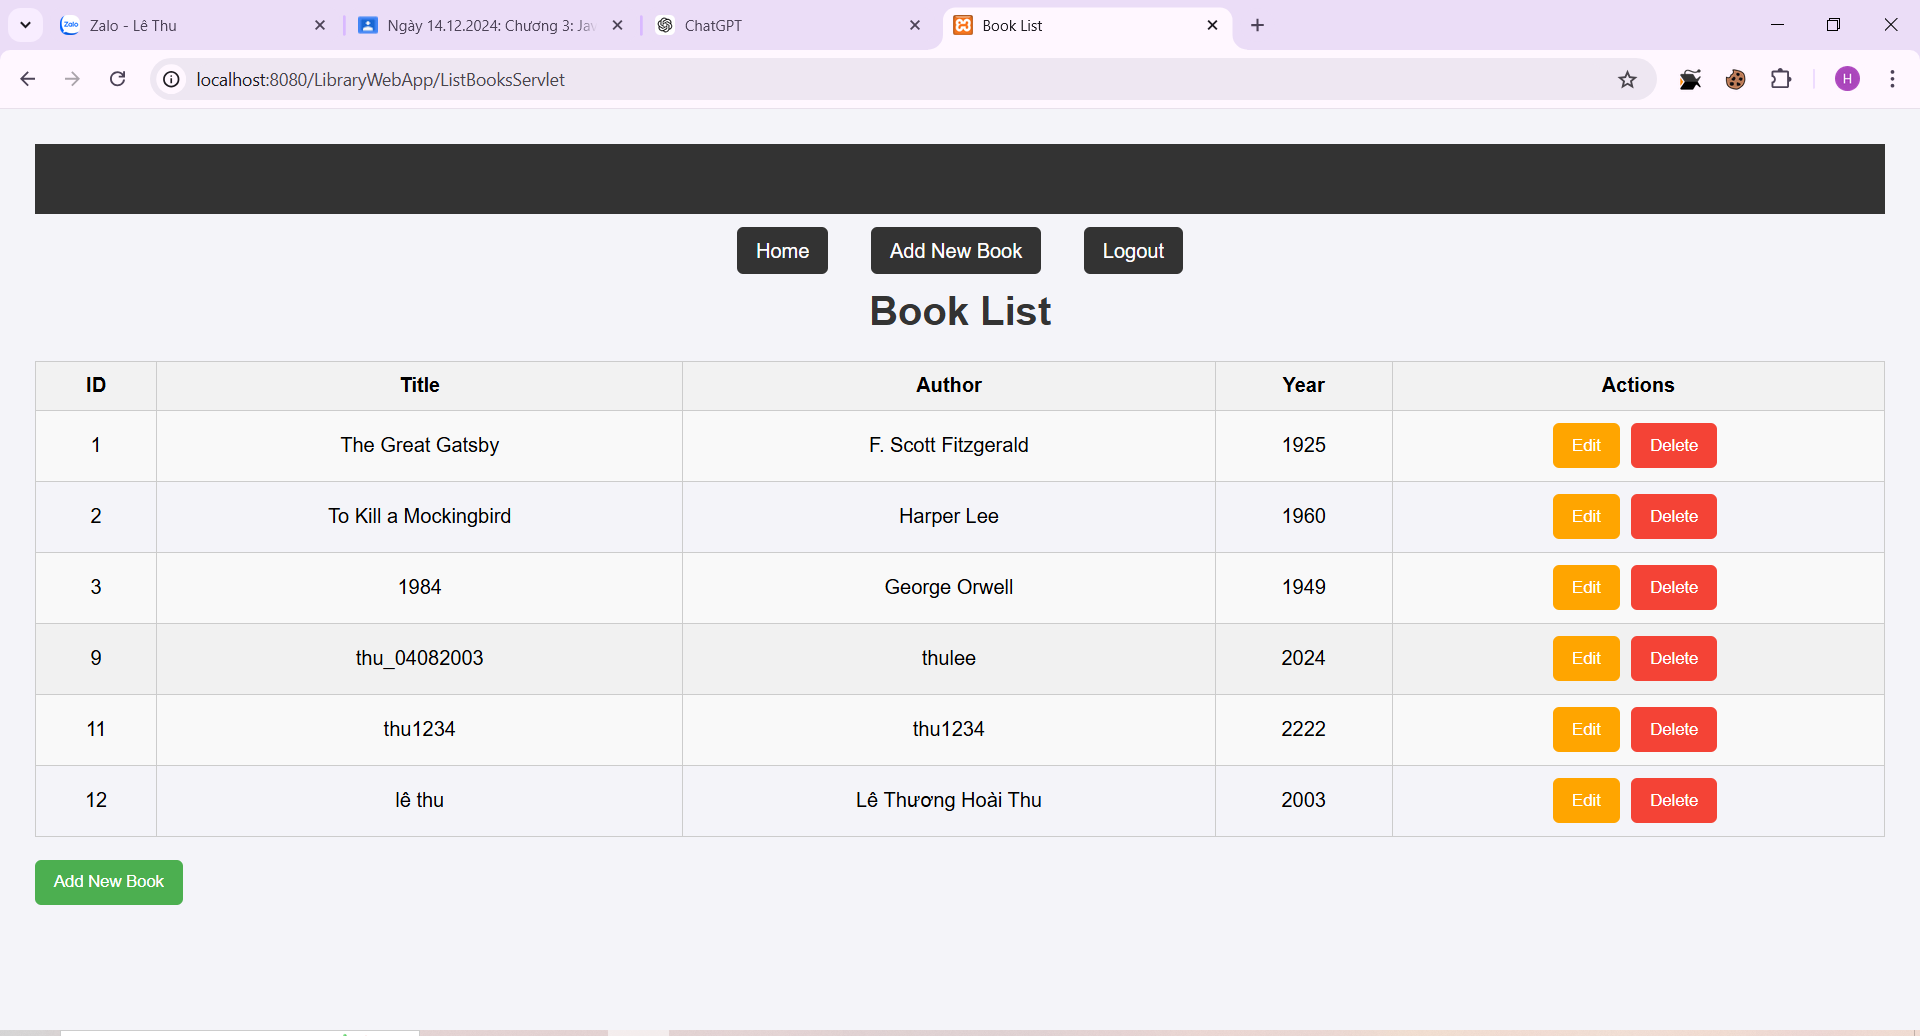 Zalo - Lê Thu
Ngày 14.12.2024: Chương 3: Jav
ChatGPT
Book List
localhost:8080/LibraryWebApp/ListBooksServlet
H
Home Add New Book Logout
Book List
ID Title Author Year Actions
1 The Great Gatsby F. Scott Fitzgerald 1925 Edit Delete
2 To Kill a Mockingbird Harper Lee 1960 Edit Delete
3 1984 George Orwell 1949 Edit Delete
9 thu_04082003 thulee 2024 Edit Delete
11 thu1234 thu1234 2222 Edit Delete
12 lê thu Lê Thương Hoài Thu 2003 Edit Delete
Add New Book